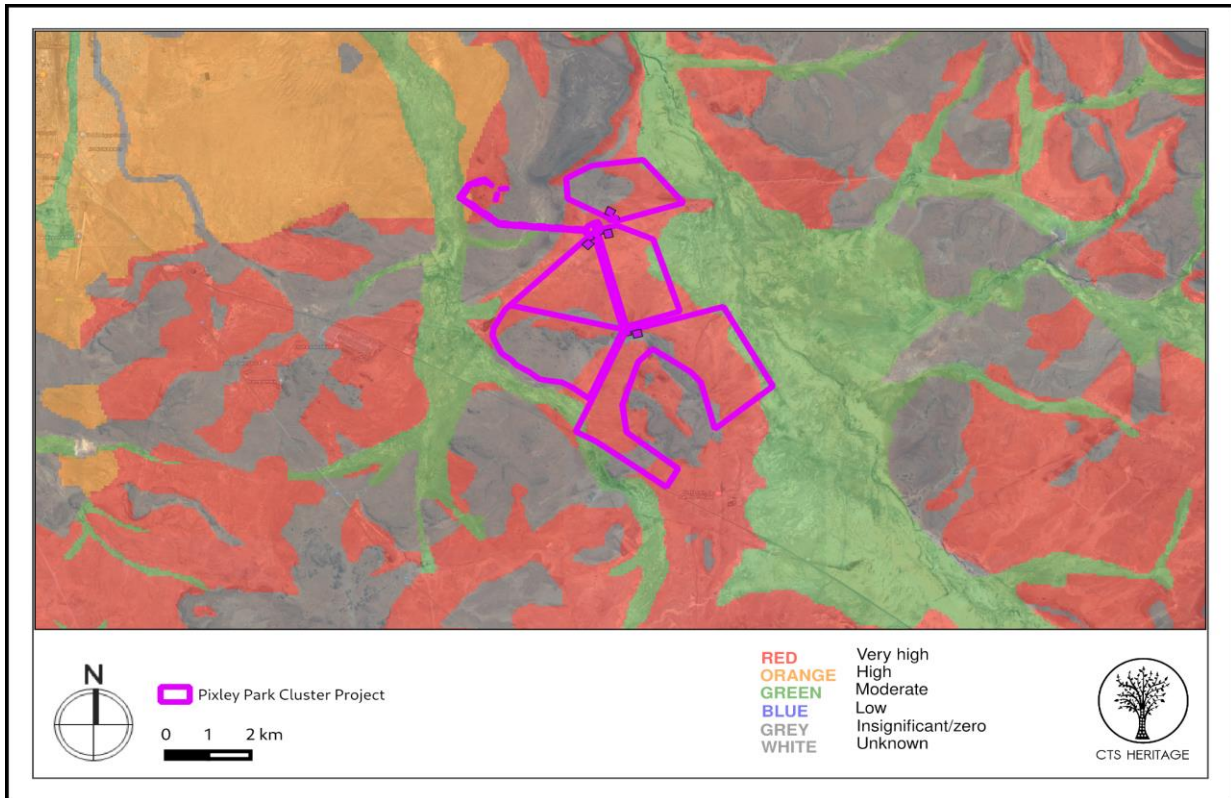 N
Pixley Park Cluster Project
0 1 2 km
RED Very high
ORANGE High
GREEN Moderate
BLUE Low
GREY Insignificant/zero
WHITE Unknown
CTS HERITAGE